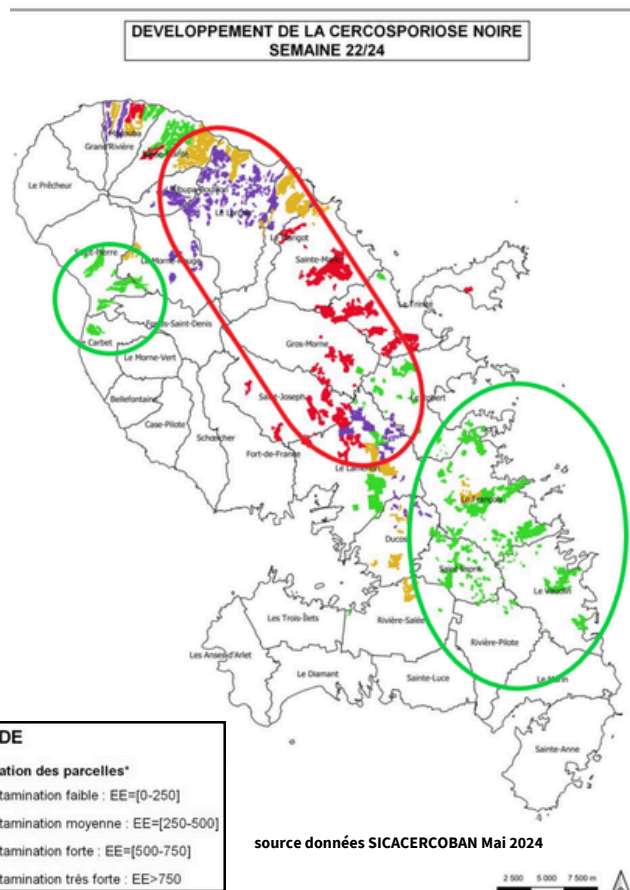 DEVELOPPEMENT DE LA CERCOSPORIOSE NOIRE
SEMAINE 22/24
Grand'Rivière
Le Prêcheur
Le Marigot
Sainte-Marie
Saint-Pierre
La Trinité
Fonds-Saint-Denis
Gros-Morne
Le Carbet
Le Morne-Vert
Bellefontaine
Saint-Joseph
Case-Pilote
Schoelcher
Fort-de-France
Le Lamentin
Le François
Ducos
Saint-Esprit
Le Vauclin
Les Trois-Îlets
Rivière-Salée
Rivière-Pilote
Les Anses-d'Arlet
Le Diamant
Sainte-Luce
Le Marin
Sainte-Anne
DE
ation des parcelles*
tamination faible : EE=[0-250]
tamination moyenne : EE=[250-500]
tamination forte : EE=[500-750]
tamination très forte : EE>750
source données SICACERCOBAN Mai 2024
2 500 5 000 7 500 m